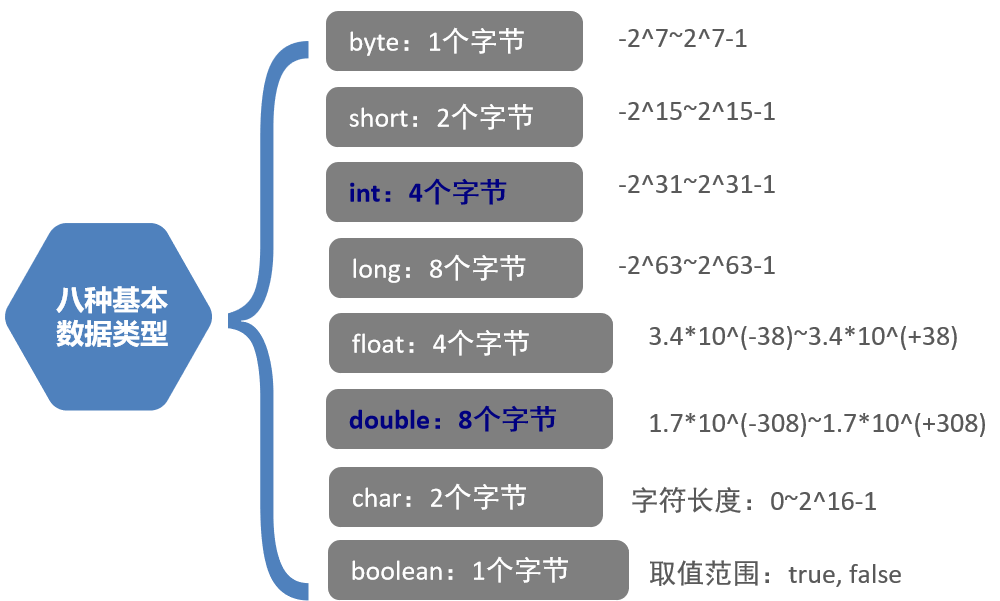 八种基本
数据类型
byte：1个字节
-2^7~2^7-1
short：2个字节
-2^15~2^15-1
int：4个字节
-2^31~2^31-1
long：8个字节
-2^63~2^63-1
float：4个字节
3.4*10^(-38)~3.4*10^(+38)
double：8个字节
1.7*10^(-308)~1.7*10^(+308)
char：2个字节
字符长度：0~2^16-1
boolean：1个字节
取值范围：true, false